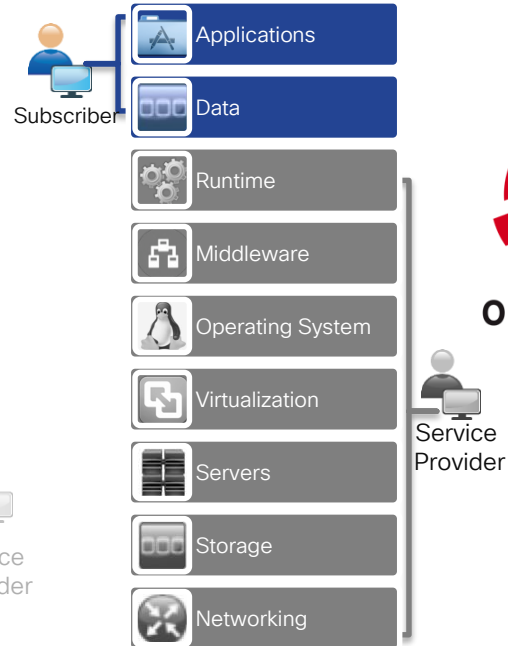 Applications
Subscriber
Data
Runtime
Middleware
Operating System
Virtualization
Service
Provider
Servers
Storage
Networking